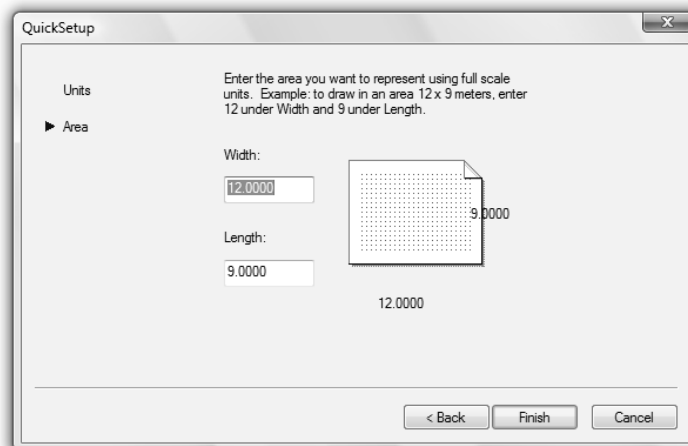 QuickSetup
Units
Area
Enter the area you want to represent using full scale
units. Example: to draw in an area 12 x 9 meters, enter
12 under Width and 9 under Length.
Width:
12.0000
9.0000
Length:
9.0000
12.0000
< Back
Finish
Cancel